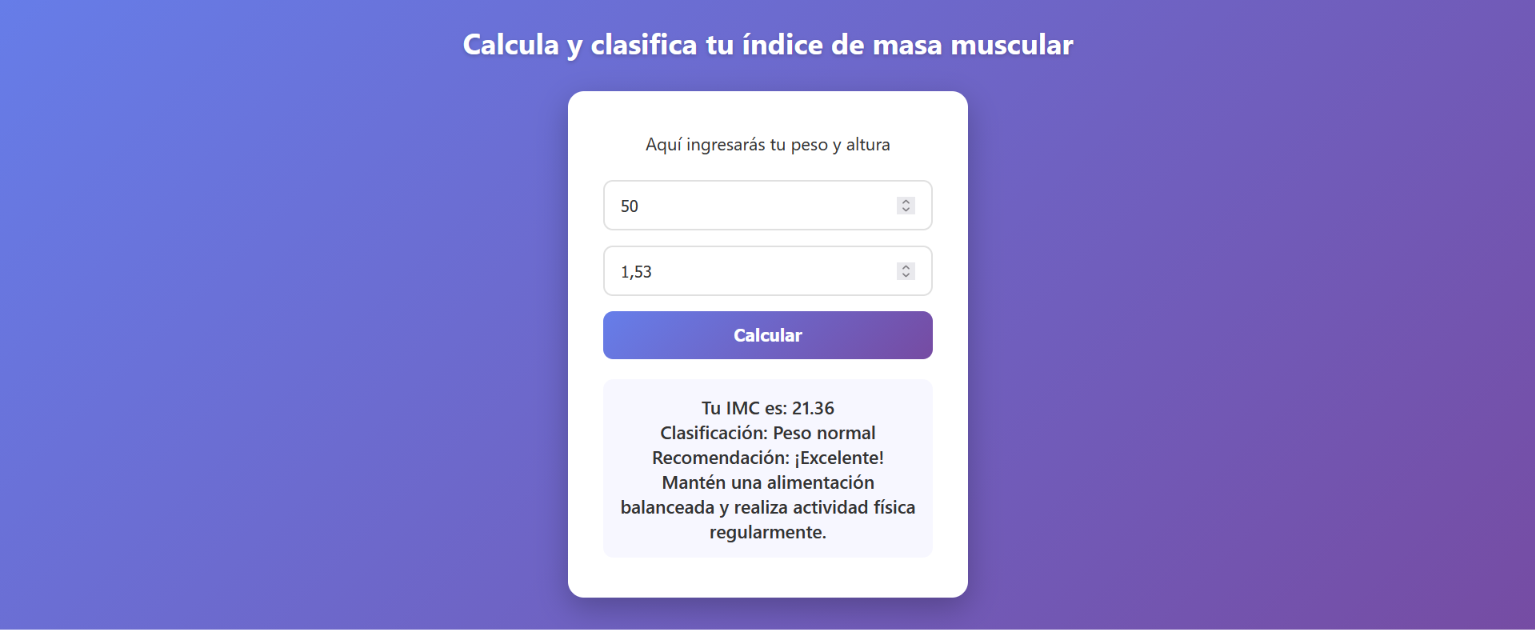 Calcula y clasifica tu índice de masa muscular
Aquí ingresarás tu peso y altura
50
1,53
Calcular
Tu IMC es: 21.36
Clasificación: Peso normal
Recomendación: ¡Excelente!
Mantén una alimentación
balanceada y realiza actividad física
regularmente.